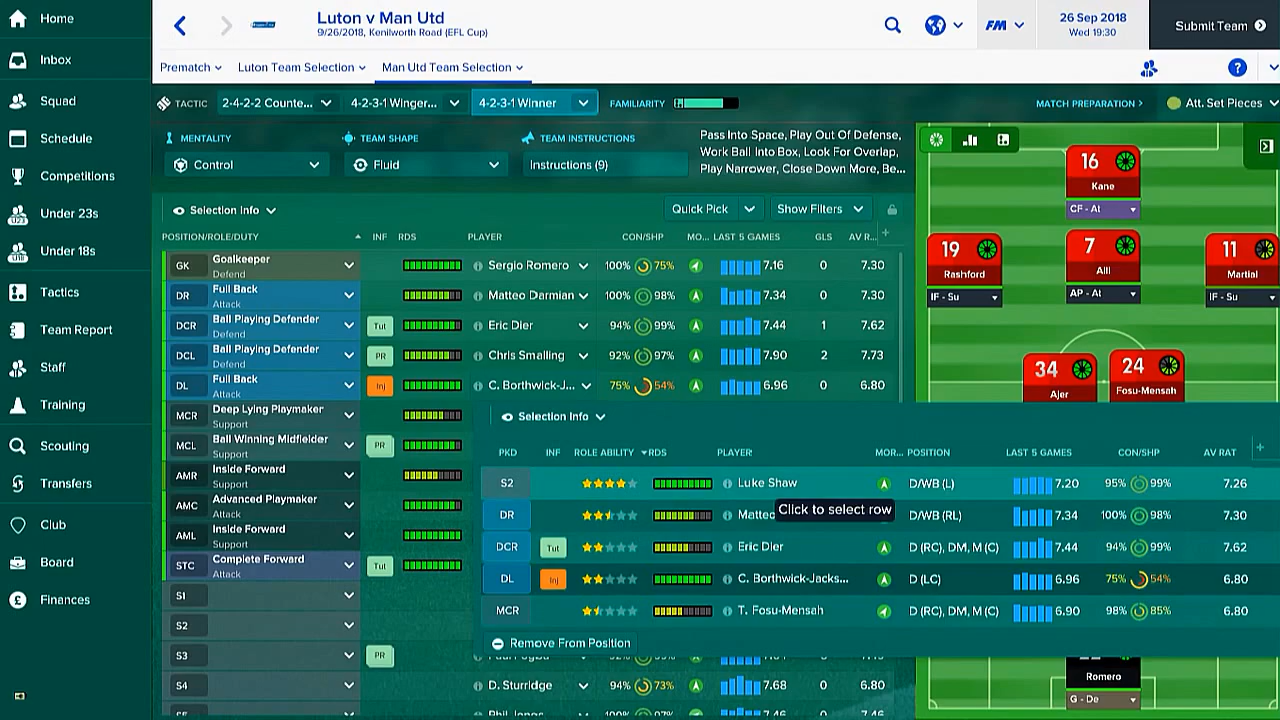 Home
Inbox
Squad
Schedule
Competitions
Under 23s
Under 18s
Tactics
Team Report
Staff
Training
Scouting
Transfers
Club
Board
Finances
Luton v Man Utd
9/26/2018, Kenilworth Road (EFL Cup)
FM
26 Sep 2018
Wed 19:30
Submit Team
Prematch
Luton Team Selection
Man Utd Team Selection
?
TACTIC
2-4-2-2 Counte...
4-2-3-1 Winger...
4-2-3-1 Winner
FAMILIARITY
MATCH PREPARATION >
Att. Set Pieces
MENTALITY
Control
TEAM SHAPE
Fluid
TEAM INSTRUCTIONS
Instructions (9)
Pass Into Space, Play Out Of Defense,
Work Ball Into Box, Look For Overlap,
Play Narrower, Close Down More, Be...
Selection Info
Quick Pick
Show Filters
POSITION/ROLE/DUTY INF RDS PLAYER CON/SHP MO... LAST 5 GAMES GLS AV R...
GK Goalkeeper Defend Sergio Romero 100% 75% 7.16 0 7.30
DR Full Back Attack Matteo Darmian 100% 98% 7.34 0 7.30
DCR Ball Playing Defender Defend Tut Eric Dier 94% 99% 7.44 1 7.62
DCL Ball Playing Defender Defend PR Chris Smalling 92% 97% 7.90 2 7.73
DL Full Back Attack Inj C. Borthwick-J... 75% 54% 6.96 0 6.80
MCR Deep Lying Playmaker Support
MCL Ball Winning Midfielder Support PR
AMR Inside Forward Support
AMC Advanced Playmaker Attack
AML Inside Forward Support
STC Complete Forward Attack Tut
S1
S2
S3 PR
S4 D. Sturridge 94% 73% 7.68 0 6.80
Selection Info
PKD INF ROLE ABILITY RDS PLAYER MOR... POSITION LAST 5 GAMES CON/SHP AV RAT
S2 Luke Shaw D/WB (L) 7.20 95% 99% 7.26
DR Matteo D/WB (RL) 7.34 100% 98% 7.30
Click to select row
DCR Tut Eric Dier D (RC), DM, M (C) 7.44 94% 99% 7.62
DL Inj C. Borthwick-Jacks... D (LC) 6.96 75% 54% 6.80
MCR T. Fosu-Mensah D (RC), DM, M (C) 6.90 98% 85% 6.80
Remove From Position
16
Kane
CF - At
19
Rashford
IF - Su
7
Alli
AP - At
11
Martial
IF - Su
34
Ajer
24
Fosu-Mensah
Romero
G - De